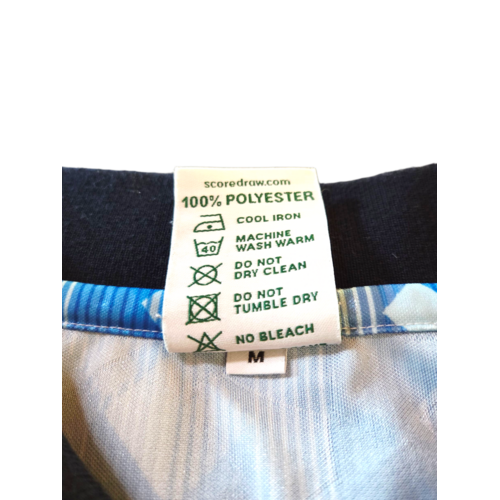 scoredraw.com
100% POLYESTER
COOL IRON
40
MACHINE
WASH WARM
DO NOT
DRY CLEAN
DO NOT
TUMBLE DRY
NO BLEACH
M